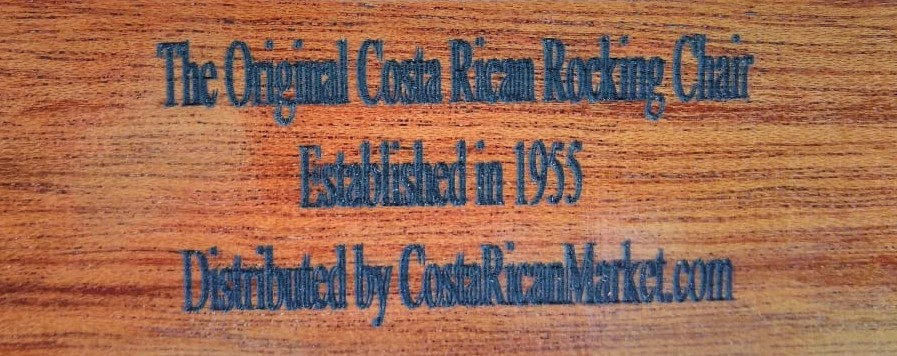 The Original Costa Rican Rocking Chair
Established in 1955
Distributed by CostaRicanMarket.com